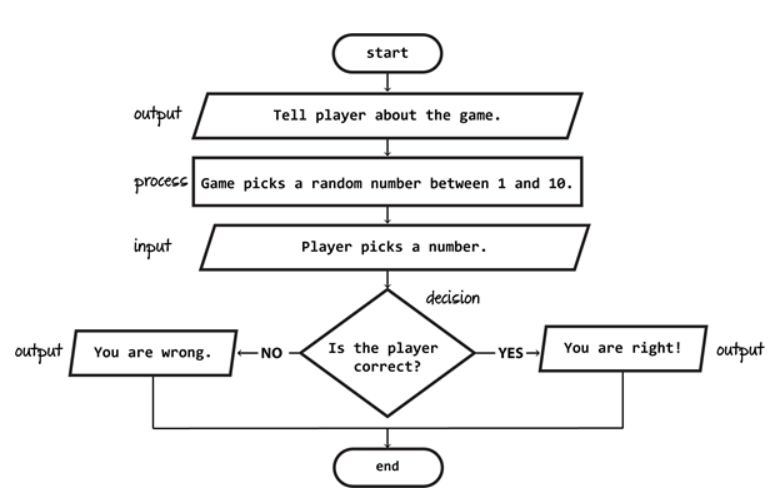 start
output
Tell player about the game.
process
Game picks a random number between 1 and 10.
input
Player picks a number.
decision
output
You are wrong.
NO
Is the player
correct?
YES
You are right!
output
end